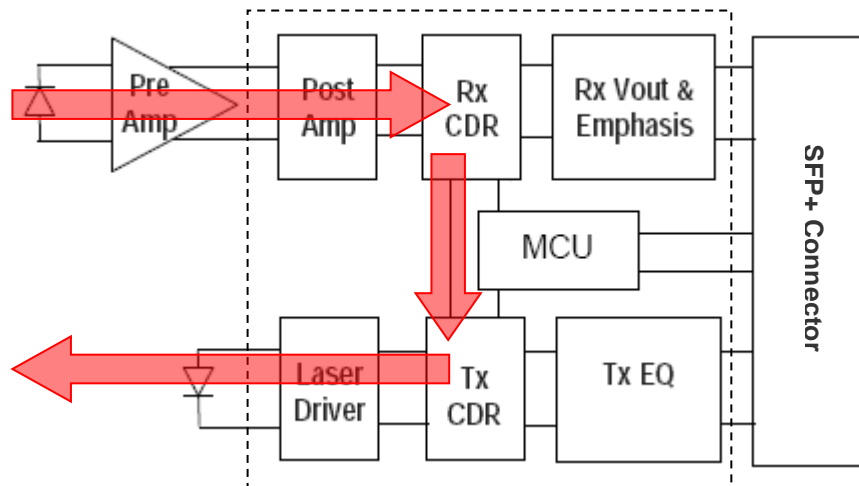 Pre
Amp
Post
Amp
Rx
CDR
Rx Vout &
Emphasis
SFP+ Connector
MCU
Laser
Driver
Tx
CDR
Tx EQ